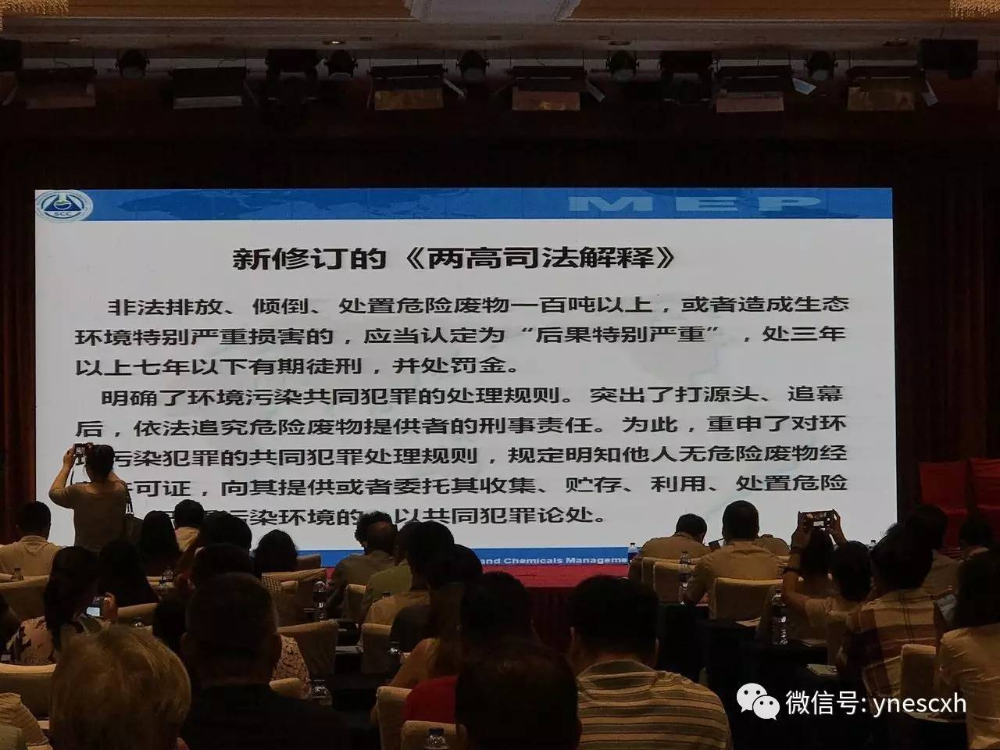 SCC
MEP
新修订的《两高司法解释》
非法排放、倾倒、处置危险废物一百吨以上，或者造成生态
环境特别严重损害的，应当认定为“后果特别严重”，处三年
以上七年以下有期徒刑，并处罚金。
明确了环境污染共同犯罪的处理规则。突出了打源头、追幕
后，依法追究危险废物提供者的刑事责任。为此，重申了对环
污染犯罪的共同犯罪处理规则，规定明知他人无危险废物经
可证，向其提供或者委托其收集、贮存、利用、处置危险
污染环境的，以共同犯罪论处。
and Chemicals Manageme
微信号: ynescxh